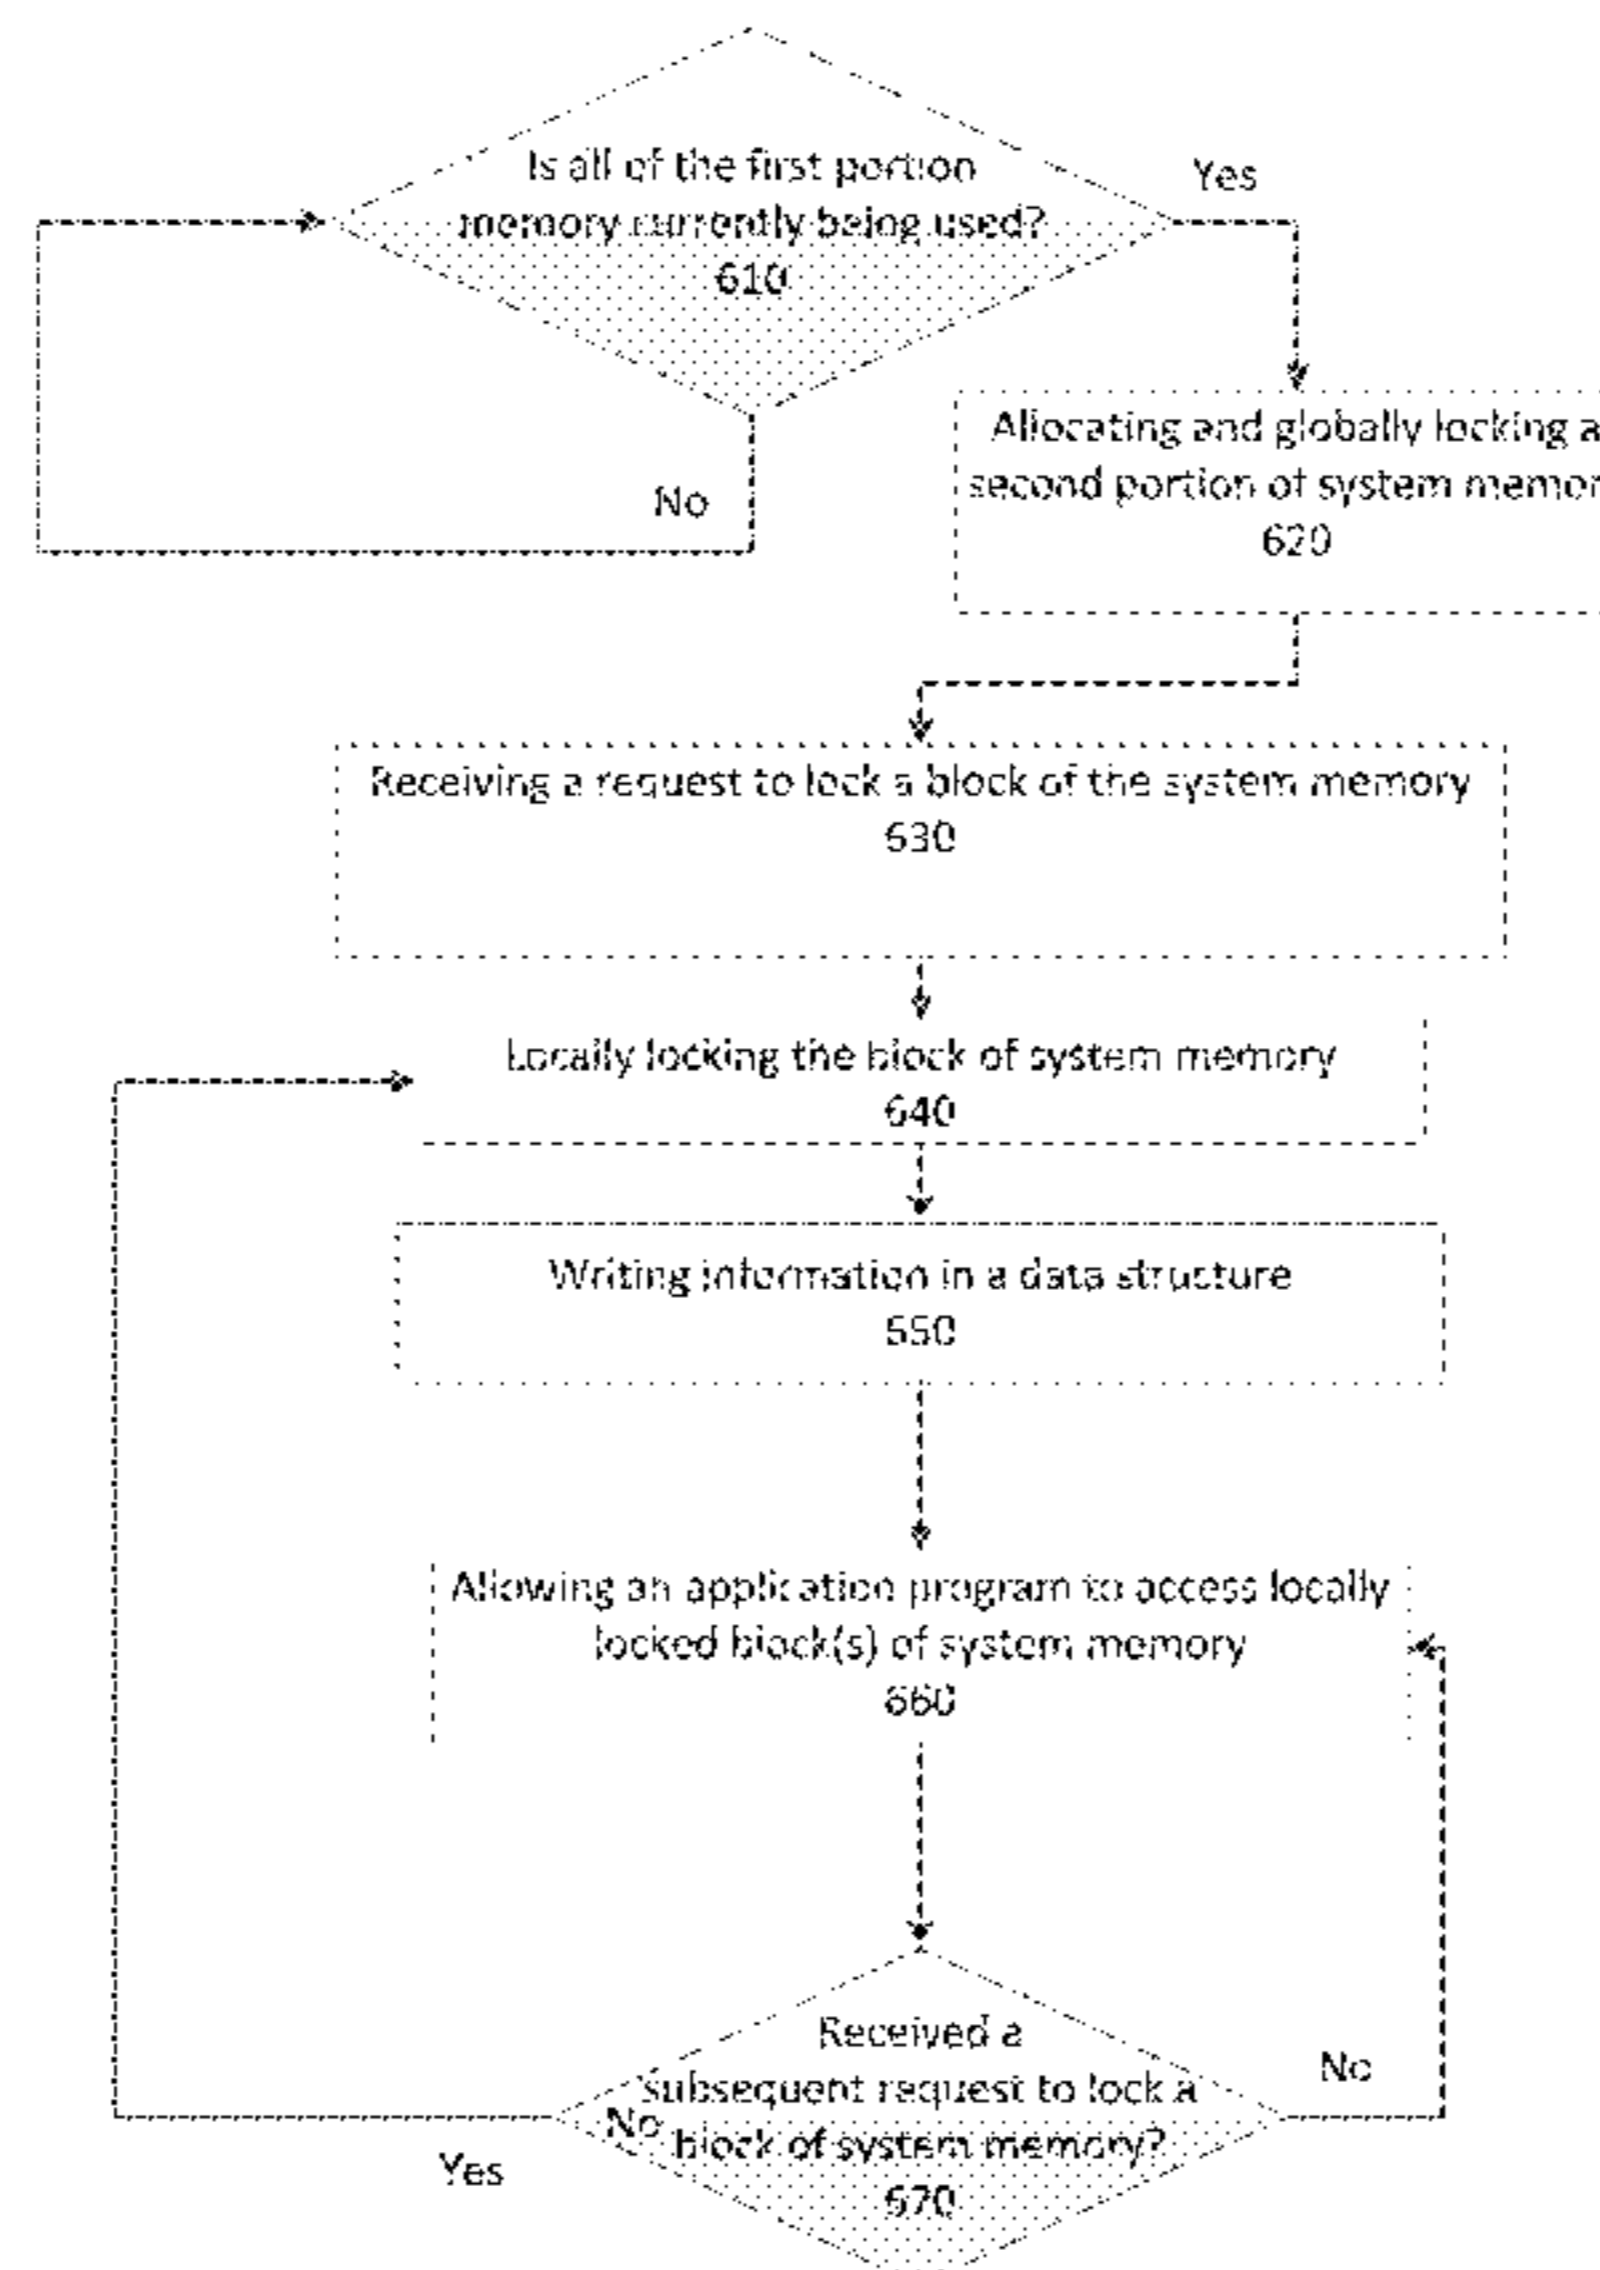 Is all of the first portion
Yes
memory currently being used?
610
Allocating and globally locking a
second portion of system memor
No
620
Receiving a request to lock a block of the system memory
630
Locally locking the block of system memory
640
Writing information in a data structure
650
Allowing an application program to access locally
locked block(s) of system memory
660
Received a
No
subsequent request to lock a
No
block of system memory?
Yes
670